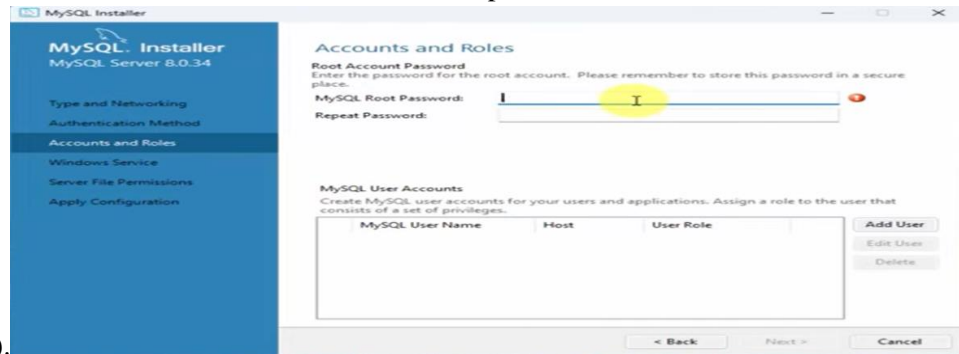 MySQL Installer
MySQL. Installer
MySQL Server 8.0.34
Type and Networking
Authentication Method
Accounts and Roles
Windows Service
Server File Permissions
Apply Configuration
Accounts and Roles
Root Account Password
Enter the password for the root account. Please remember to store this password in a secure
place.
MySQL Root Password:
Repeat Password:
MySQL User Accounts
Create MySQL user accounts for your users and applications. Assign a role to the user that
consists of a set of privileges.
MySQL User Name Host User Role
Add User
Edit User
Delete
< Back Next > Cancel